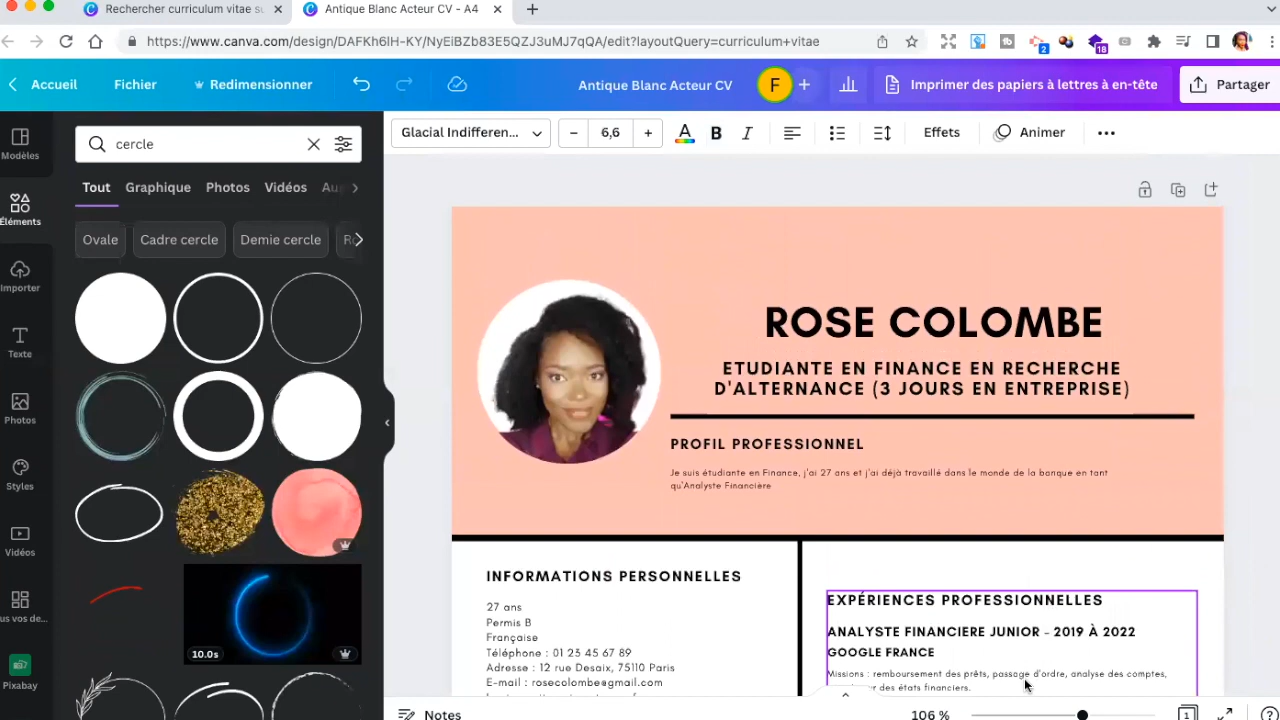 Rechercher curriculum vitae su
Antique Blanc Acteur CV - A4
https://www.canva.com/design/DAFKh6lH-KY/NyEiBZb83E5QZJ3uMJ7qQA/edit?layoutQuery=curriculum+vitae
2
18
Accueil
Fichier
Redimensionner
Antique Blanc Acteur CV
F
Imprimer des papiers à lettres à en-tête
Partager
Modèles
Éléments
Importer
Texte
Photos
Styles
Vidéos
us vos de...
Pixabay
cercle
Tout
Graphique
Photos
Vidéos
Ovale
Cadre cercle
Demie cercle
10.0s
Glacial Indifferen...
6,6
A
B
I
Effets
Animer
ROSE COLOMBE
ETUDIANTE EN FINANCE EN RECHERCHE
D'ALTERNANCE (3 JOURS EN ENTREPRISE)
PROFIL PROFESSIONNEL
Je suis étudiante en Finance, j'ai 27 ans et j'ai déjà travaillé dans le monde de la banque en tant
qu'Analyste Financière
INFORMATIONS PERSONNELLES
27 ans
Permis B
Française
Téléphone : 01 23 45 67 89
Adresse : 12 rue Desaix, 75110 Paris
E-mail : rosecolombe@gmail.com
EXPÉRIENCES PROFESSIONNELLES
ANALYSTE FINANCIERE JUNIOR - 2019 À 2022
GOOGLE FRANCE
Missions : remboursement des prêts, passage d'ordre, analyse des comptes,
des états financiers.
Notes
106 %
1